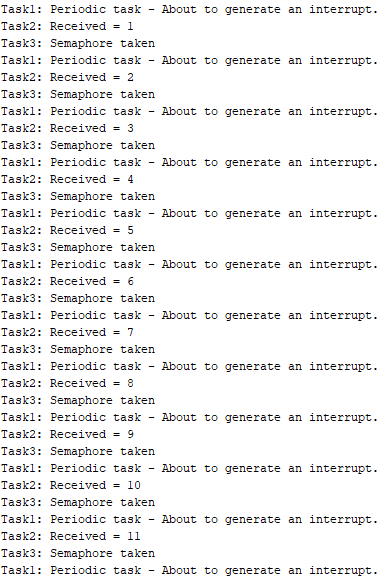 Task1: Periodic task - About to generate an interrupt.
Task2: Received = 1
Task3: Semaphore taken
Task1: Periodic task - About to generate an interrupt.
Task2: Received = 2
Task3: Semaphore taken
Task1: Periodic task - About to generate an interrupt.
Task2: Received = 3
Task3: Semaphore taken
Task1: Periodic task - About to generate an interrupt.
Task2: Received = 4
Task3: Semaphore taken
Task1: Periodic task - About to generate an interrupt.
Task2: Received = 5
Task3: Semaphore taken
Task1: Periodic task - About to generate an interrupt.
Task2: Received = 6
Task3: Semaphore taken
Task1: Periodic task - About to generate an interrupt.
Task2: Received = 7
Task3: Semaphore taken
Task1: Periodic task - About to generate an interrupt.
Task2: Received = 8
Task3: Semaphore taken
Task1: Periodic task - About to generate an interrupt.
Task2: Received = 9
Task3: Semaphore taken
Task1: Periodic task - About to generate an interrupt.
Task2: Received = 10
Task3: Semaphore taken
Task1: Periodic task - About to generate an interrupt.
Task2: Received = 11
Task3: Semaphore taken
Task1: Periodic task - About to generate an interrupt.